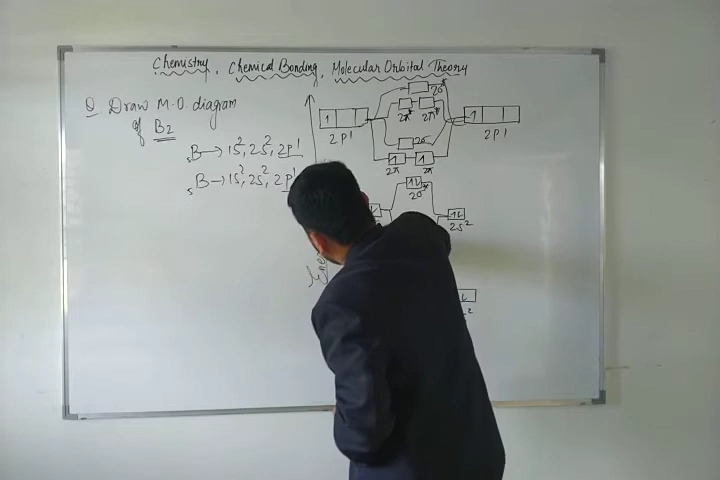 Chemistry, Chemical Bonding, Molecular Orbital Theory
Q Draw M.O. diagram
of B2
5B → 1s², 2s², 2p¹
5B → 1s², 2s², 2p¹
2σ*
2π* 2π*
1
1
2p¹
2p¹
2σ
1 1
2π 2π
1L
2σ*
1L
2s²